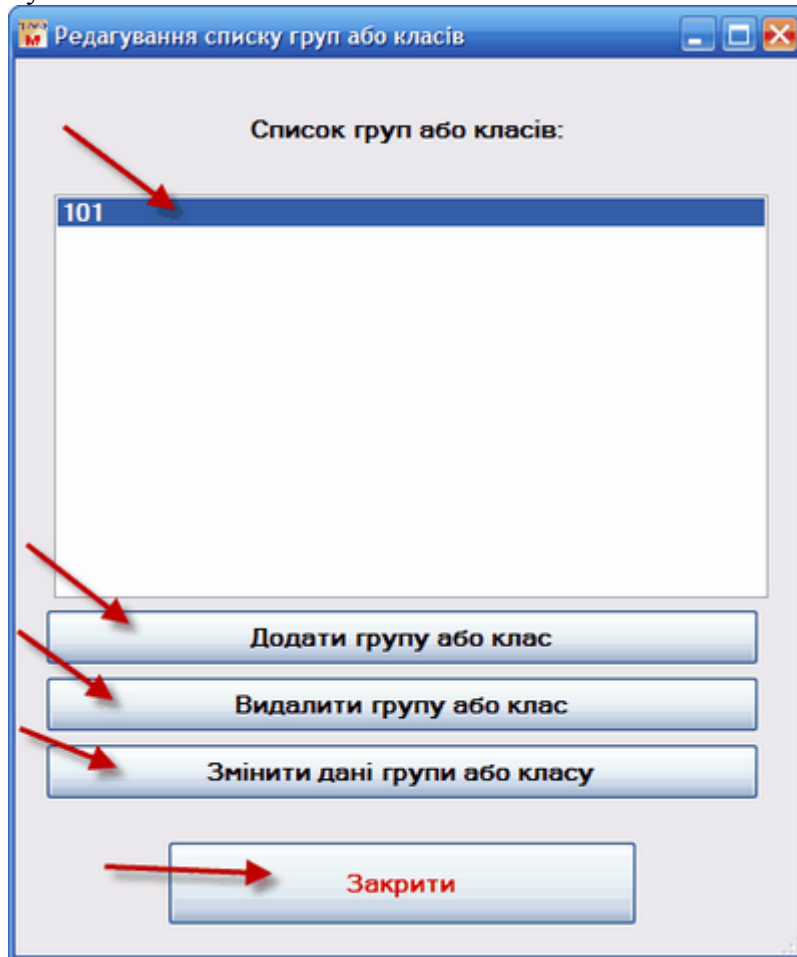 Редагування списку груп або класів
Список груп або класів:
101
Додати групу або клас
Видалити групу або клас
Змінити дані групи або класу
Закрити